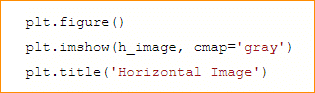 plt.figure()
plt.imshow(h_image, cmap='gray')
plt.title('Horizontal Image')